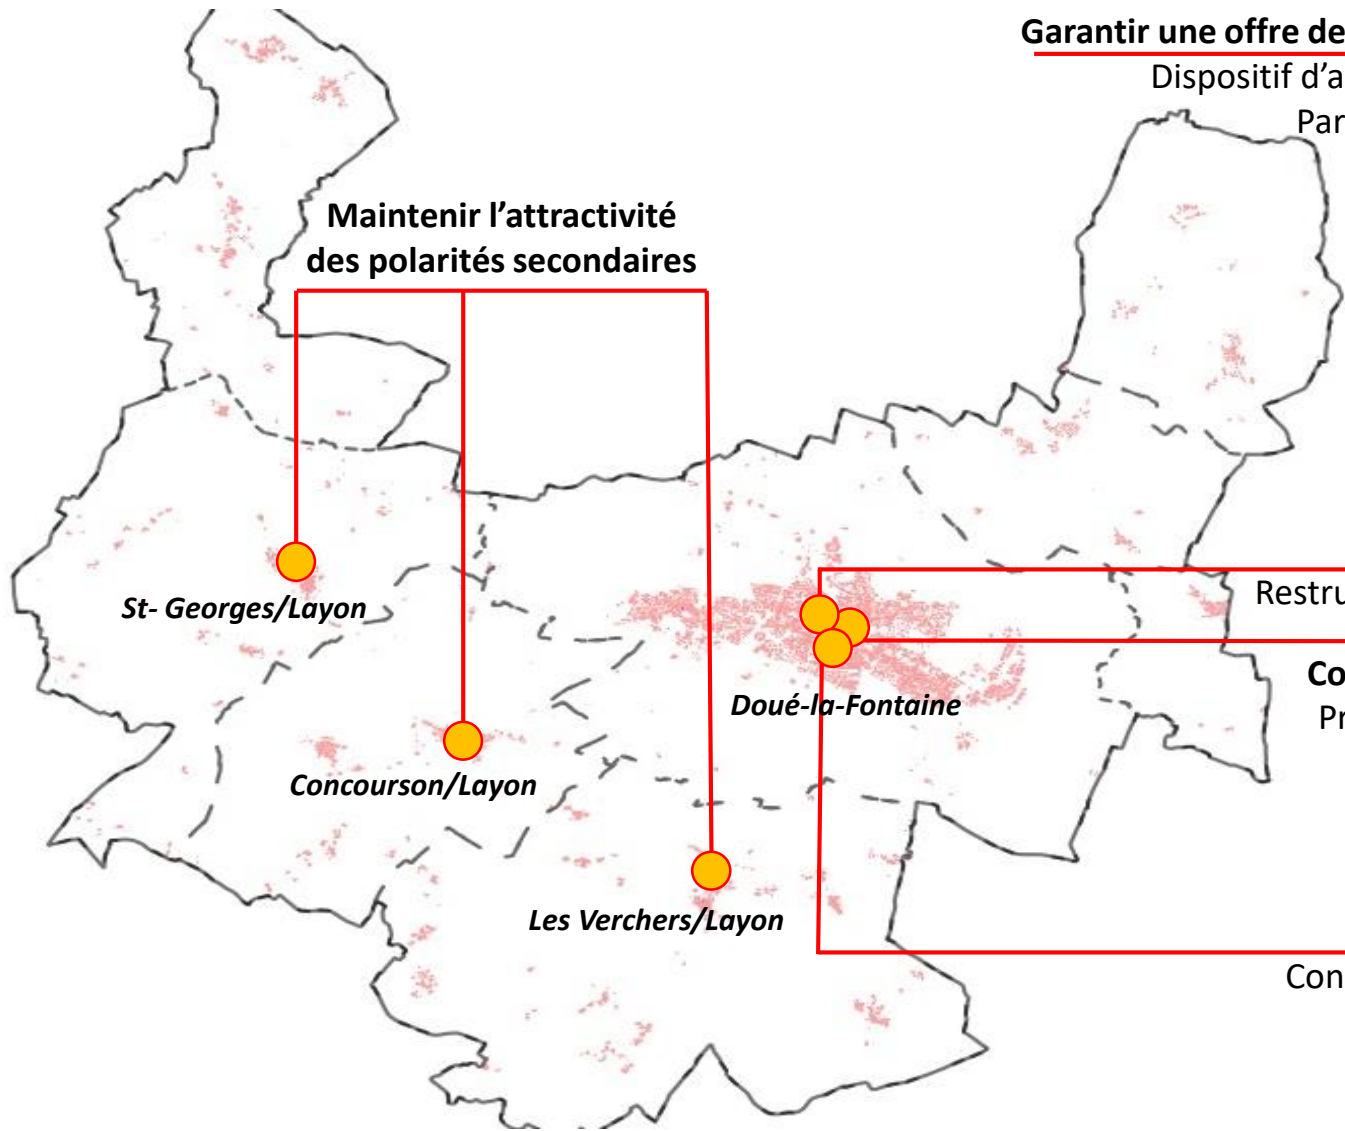 Garantir une offre de
Dispositif d’a
Par
Maintenir l’attractivité
des polarités secondaires
St- Georges/Layon
Restru
Co
Doué-la-Fontaine
Pr
Concourson/Layon
Les Verchers/Layon
Con